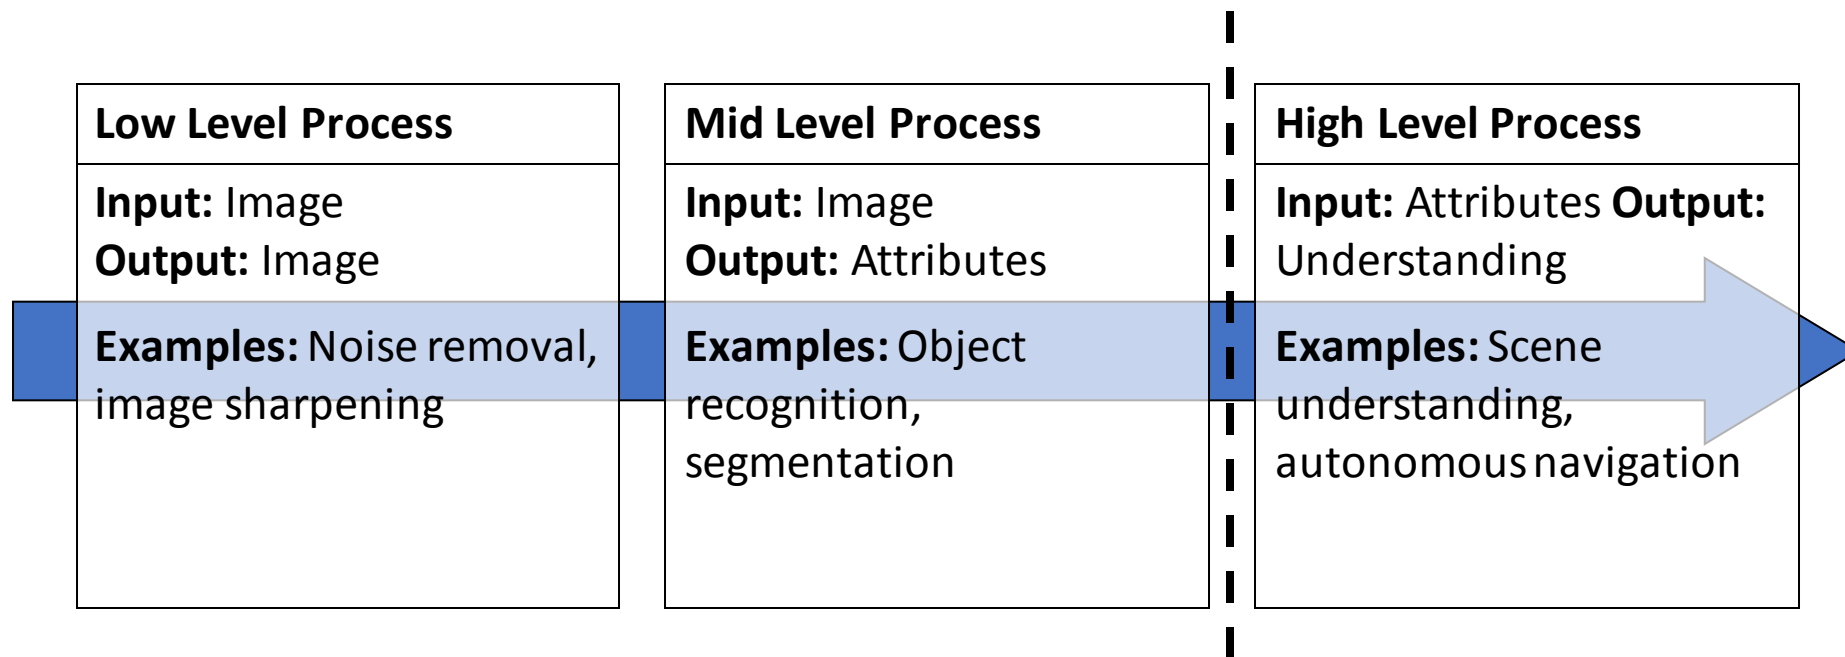 Low Level Process
Input: Image
Output: Image
Examples: Noise removal,
image sharpening
Mid Level Process
Input: Image
Output: Attributes
Examples: Object
recognition,
segmentation
High Level Process
Input: Attributes Output:
Understanding
Examples: Scene
understanding,
autonomous navigation